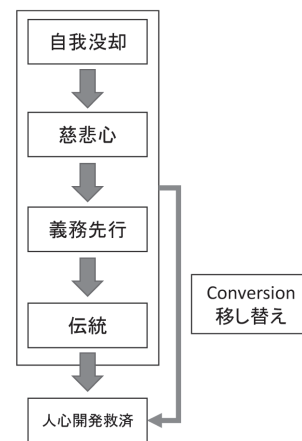 自我没却
慈悲心
義務先行
伝統
Conversion
移し替え
人心開発救済